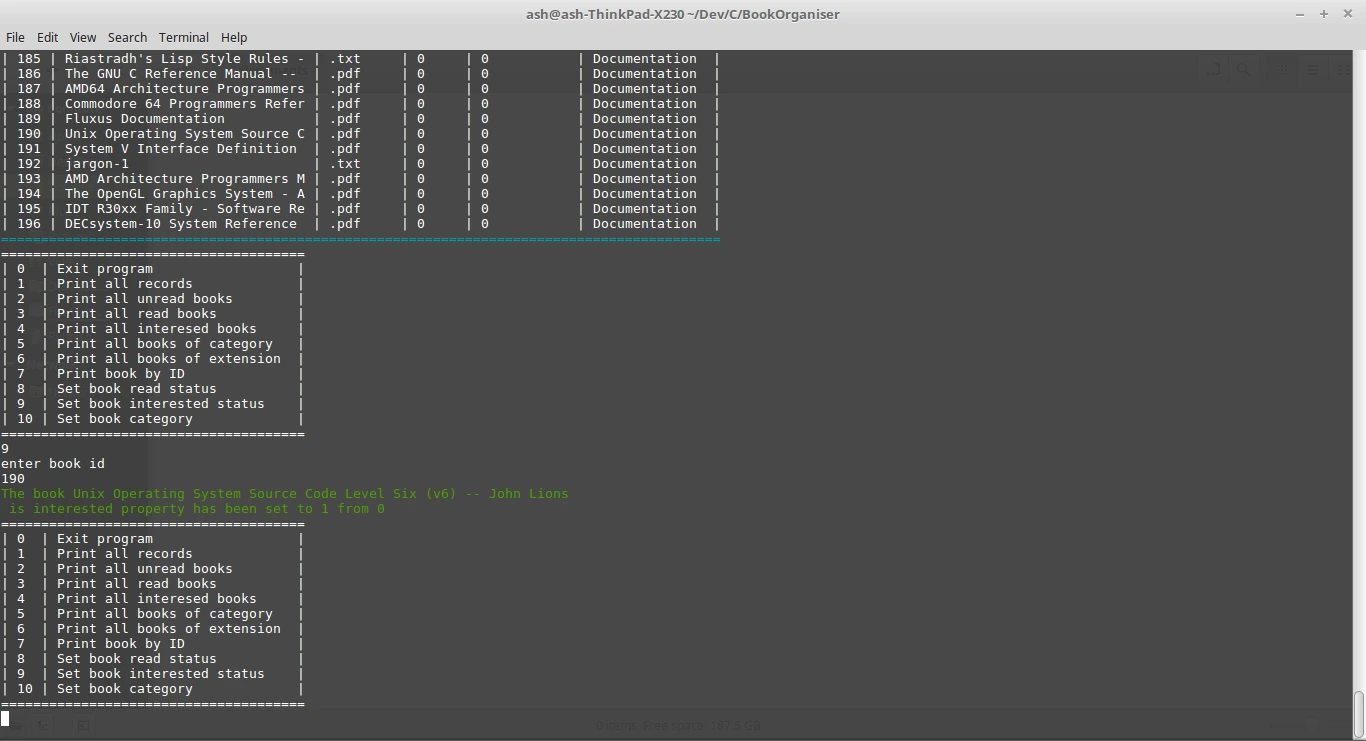 ash@ash-ThinkPad-X230 ~/Dev/C/BookOrganiser
File Edit View Search Terminal Help
| 185 | Riastradh's Lisp Style Rules - | .txt | 0 | 0 | Documentation |
| 186 | The GNU C Reference Manual -- | .pdf | 0 | 0 | Documentation |
| 187 | AMD64 Architecture Programmers | .pdf | 0 | 0 | Documentation |
| 188 | Commodore 64 Programmers Refer | .pdf | 0 | 0 | Documentation |
| 189 | Fluxus Documentation | .pdf | 0 | 0 | Documentation |
| 190 | Unix Operating System Source C | .pdf | 0 | 0 | Documentation |
| 191 | System V Interface Definition | .pdf | 0 | 0 | Documentation |
| 192 | jargon-1 | .txt | 0 | 0 | Documentation |
| 193 | AMD Architecture Programmers M | .pdf | 0 | 0 | Documentation |
| 194 | The OpenGL Graphics System - A | .pdf | 0 | 0 | Documentation |
| 195 | IDT R30xx Family - Software Re | .pdf | 0 | 0 | Documentation |
| 196 | DECsystem-10 System Reference | .pdf | 0 | 0 | Documentation |
==========================================================================================
======================================
| 0 | Exit program |
| 1 | Print all records |
| 2 | Print all unread books |
| 3 | Print all read books |
| 4 | Print all interesed books |
| 5 | Print all books of category |
| 6 | Print all books of extension |
| 7 | Print book by ID |
| 8 | Set book read status |
| 9 | Set book interested status |
| 10 | Set book category |
======================================
9
enter book id
190
The book Unix Operating System Source Code Level Six (v6) -- John Lions
is interested property has been set to 1 from 0
======================================
| 0 | Exit program |
| 1 | Print all records |
| 2 | Print all unread books |
| 3 | Print all read books |
| 4 | Print all interesed books |
| 5 | Print all books of category |
| 6 | Print all books of extension |
| 7 | Print book by ID |
| 8 | Set book read status |
| 9 | Set book interested status |
| 10 | Set book category |
======================================